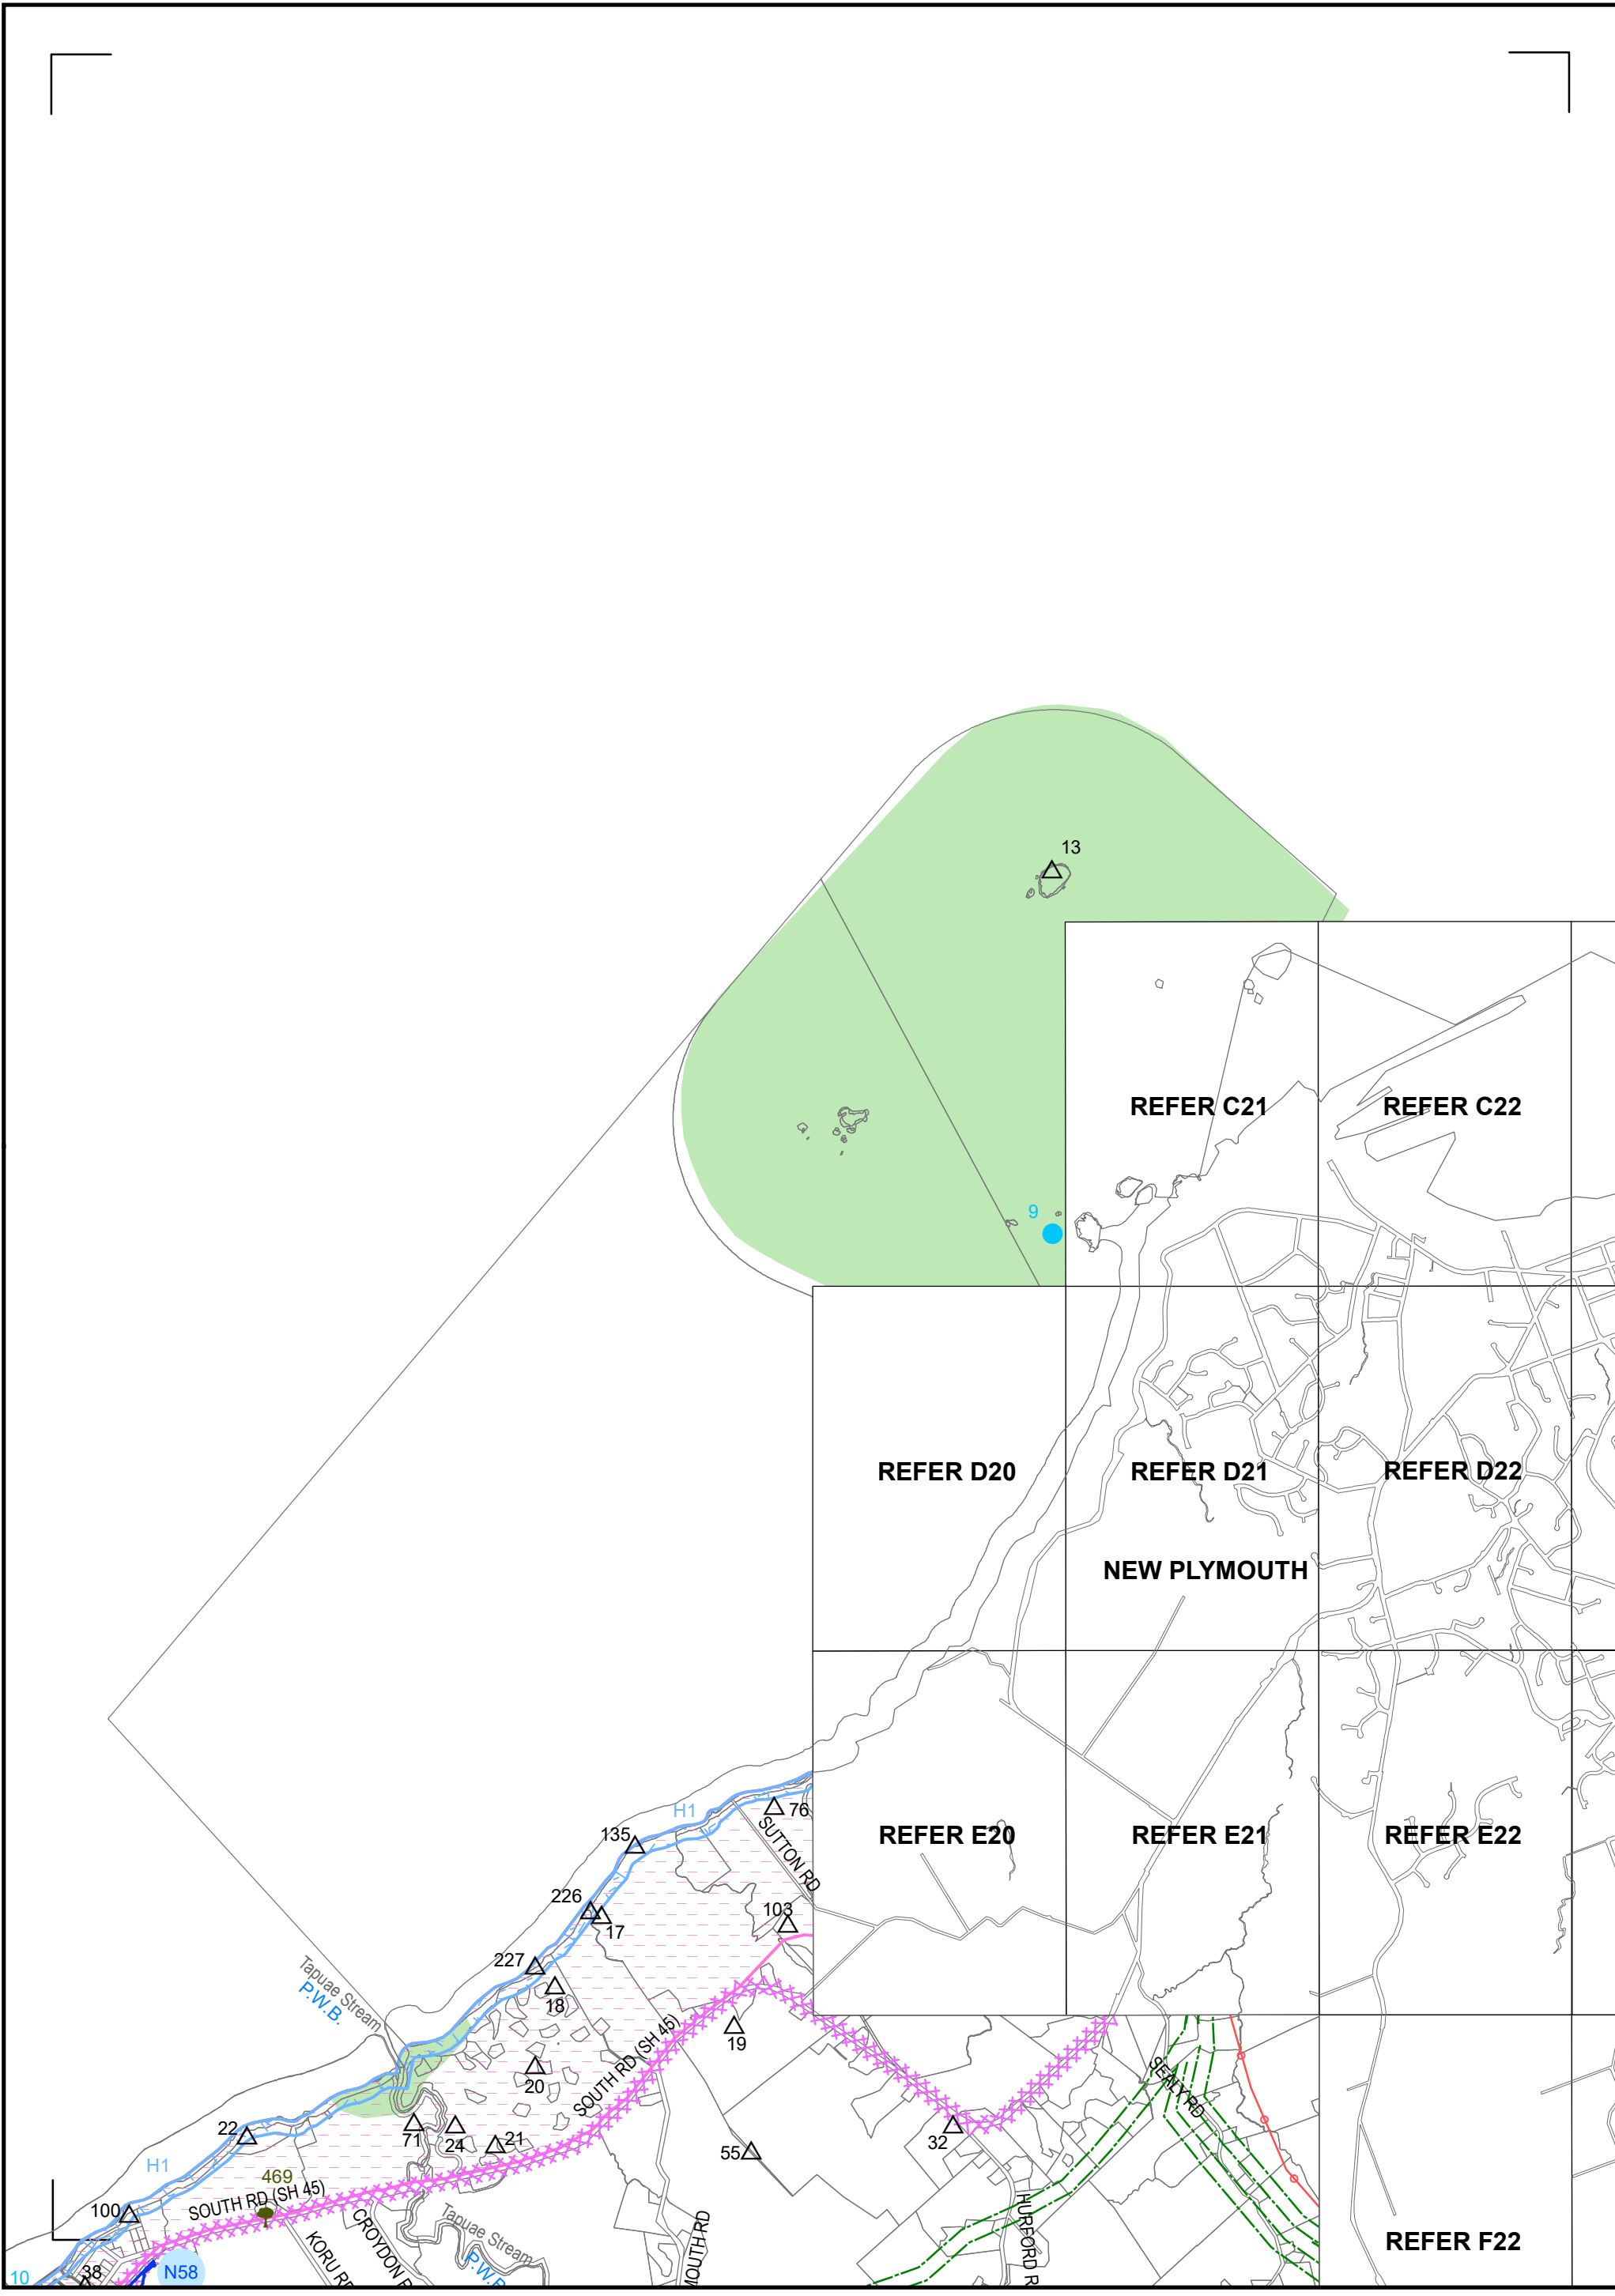 13
REFER C21
REFER C22
9
REFER D20
REFER D21
REFER D22
NEW PLYMOUTH
H1
76
135
SUTTON RD
REFER E20
REFER E21
REFER E22
226
17
103
227
18
Tapuae Stream
P.W.B.
19
SOUTH RD (SH 45)
20
SEALY RD
22
71
24
21
32
55
H1
469
SOUTH RD (SH 45)
100
KORU RD
CROYDON R
Tapuae Stream
P.W.B
MOUTH RD
HURFORD R
REFER F22
38
N58
10